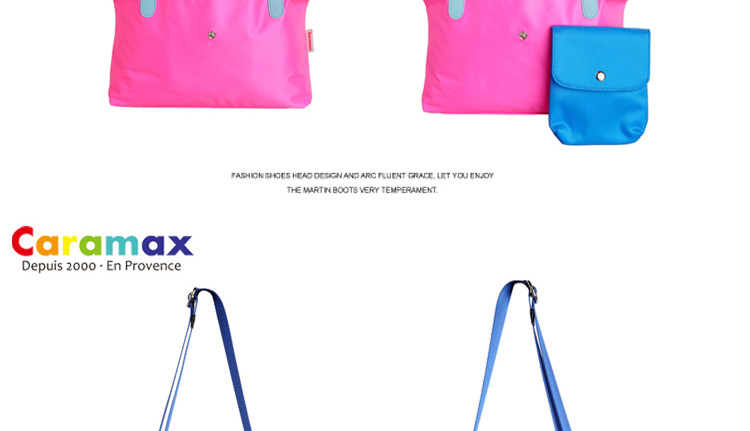 FASHION SHOES HEAD DESIGN AND ARC FLUENT GRACE, LET YOU ENJOY
THE MARTIN BOOTS VERY TEMPERAMENT.
Caramax
Depuis 2000 · En Provence